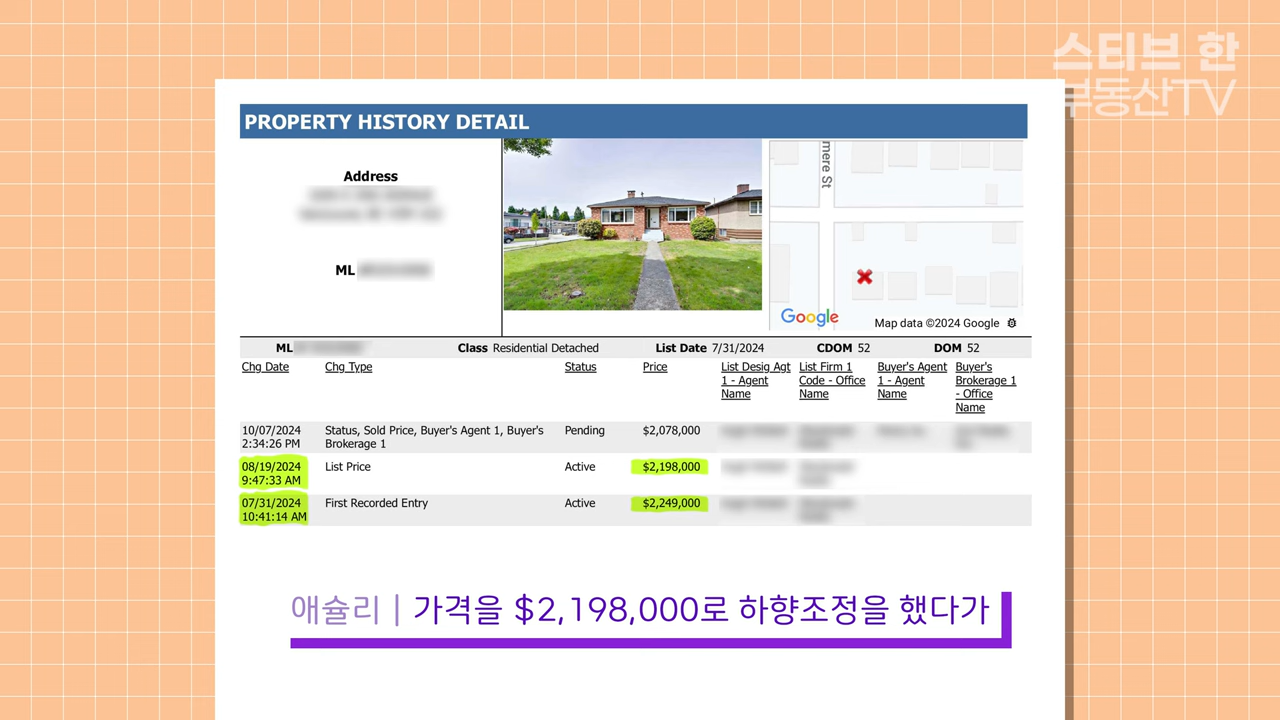 스티브 한
부동산TV
PROPERTY HISTORY DETAIL
Address
ML
mere St
Google
Map data ©2024 Google
ML
Class Residential Detached
List Date 7/31/2024
CDOM 52
DOM 52
Chg Date
Chg Type
Status
Price
List Desig Agt
1 - Agent
Name
List Firm 1
Code - Office
Name
Buyer's Agent
1 - Agent
Name
Buyer's
Brokerage 1
- Office
Name
10/07/2024
2:34:26 PM
Status, Sold Price, Buyer's Agent 1, Buyer's
Brokerage 1
Pending
$2,078,000
08/19/2024
9:47:33 AM
List Price
Active
$2,198,000
07/31/2024
10:41:14 AM
First Recorded Entry
Active
$2,249,000
애슐리 | 가격을 $2,198,000로 하향조정을 했다가